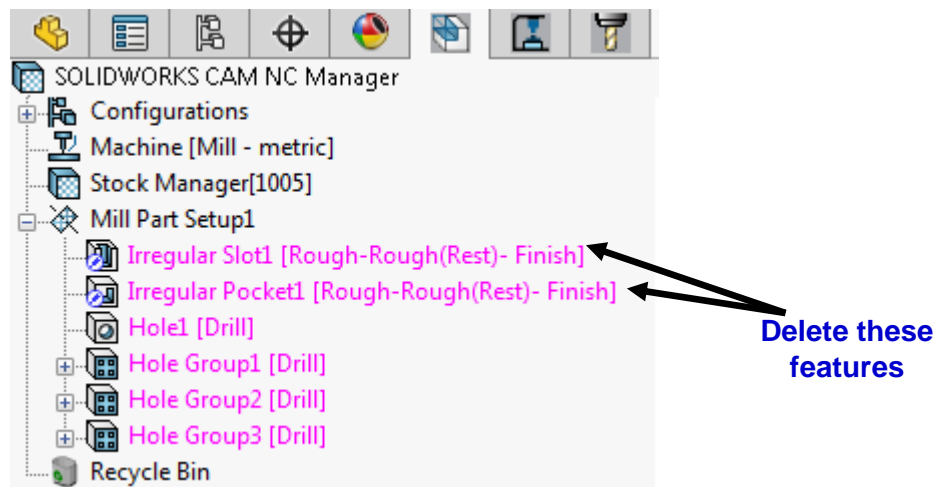 SOLIDWORKS CAM NC Manager
Configurations
Machine [Mill - metric]
Stock Manager[1005]
Mill Part Setup1
Irregular Slot1 [Rough-Rough(Rest)- Finish]
Irregular Pocket1 [Rough-Rough(Rest)- Finish]
Hole1 [Drill]
Hole Group1 [Drill]
Hole Group2 [Drill]
Hole Group3 [Drill]
Recycle Bin
Delete these
features